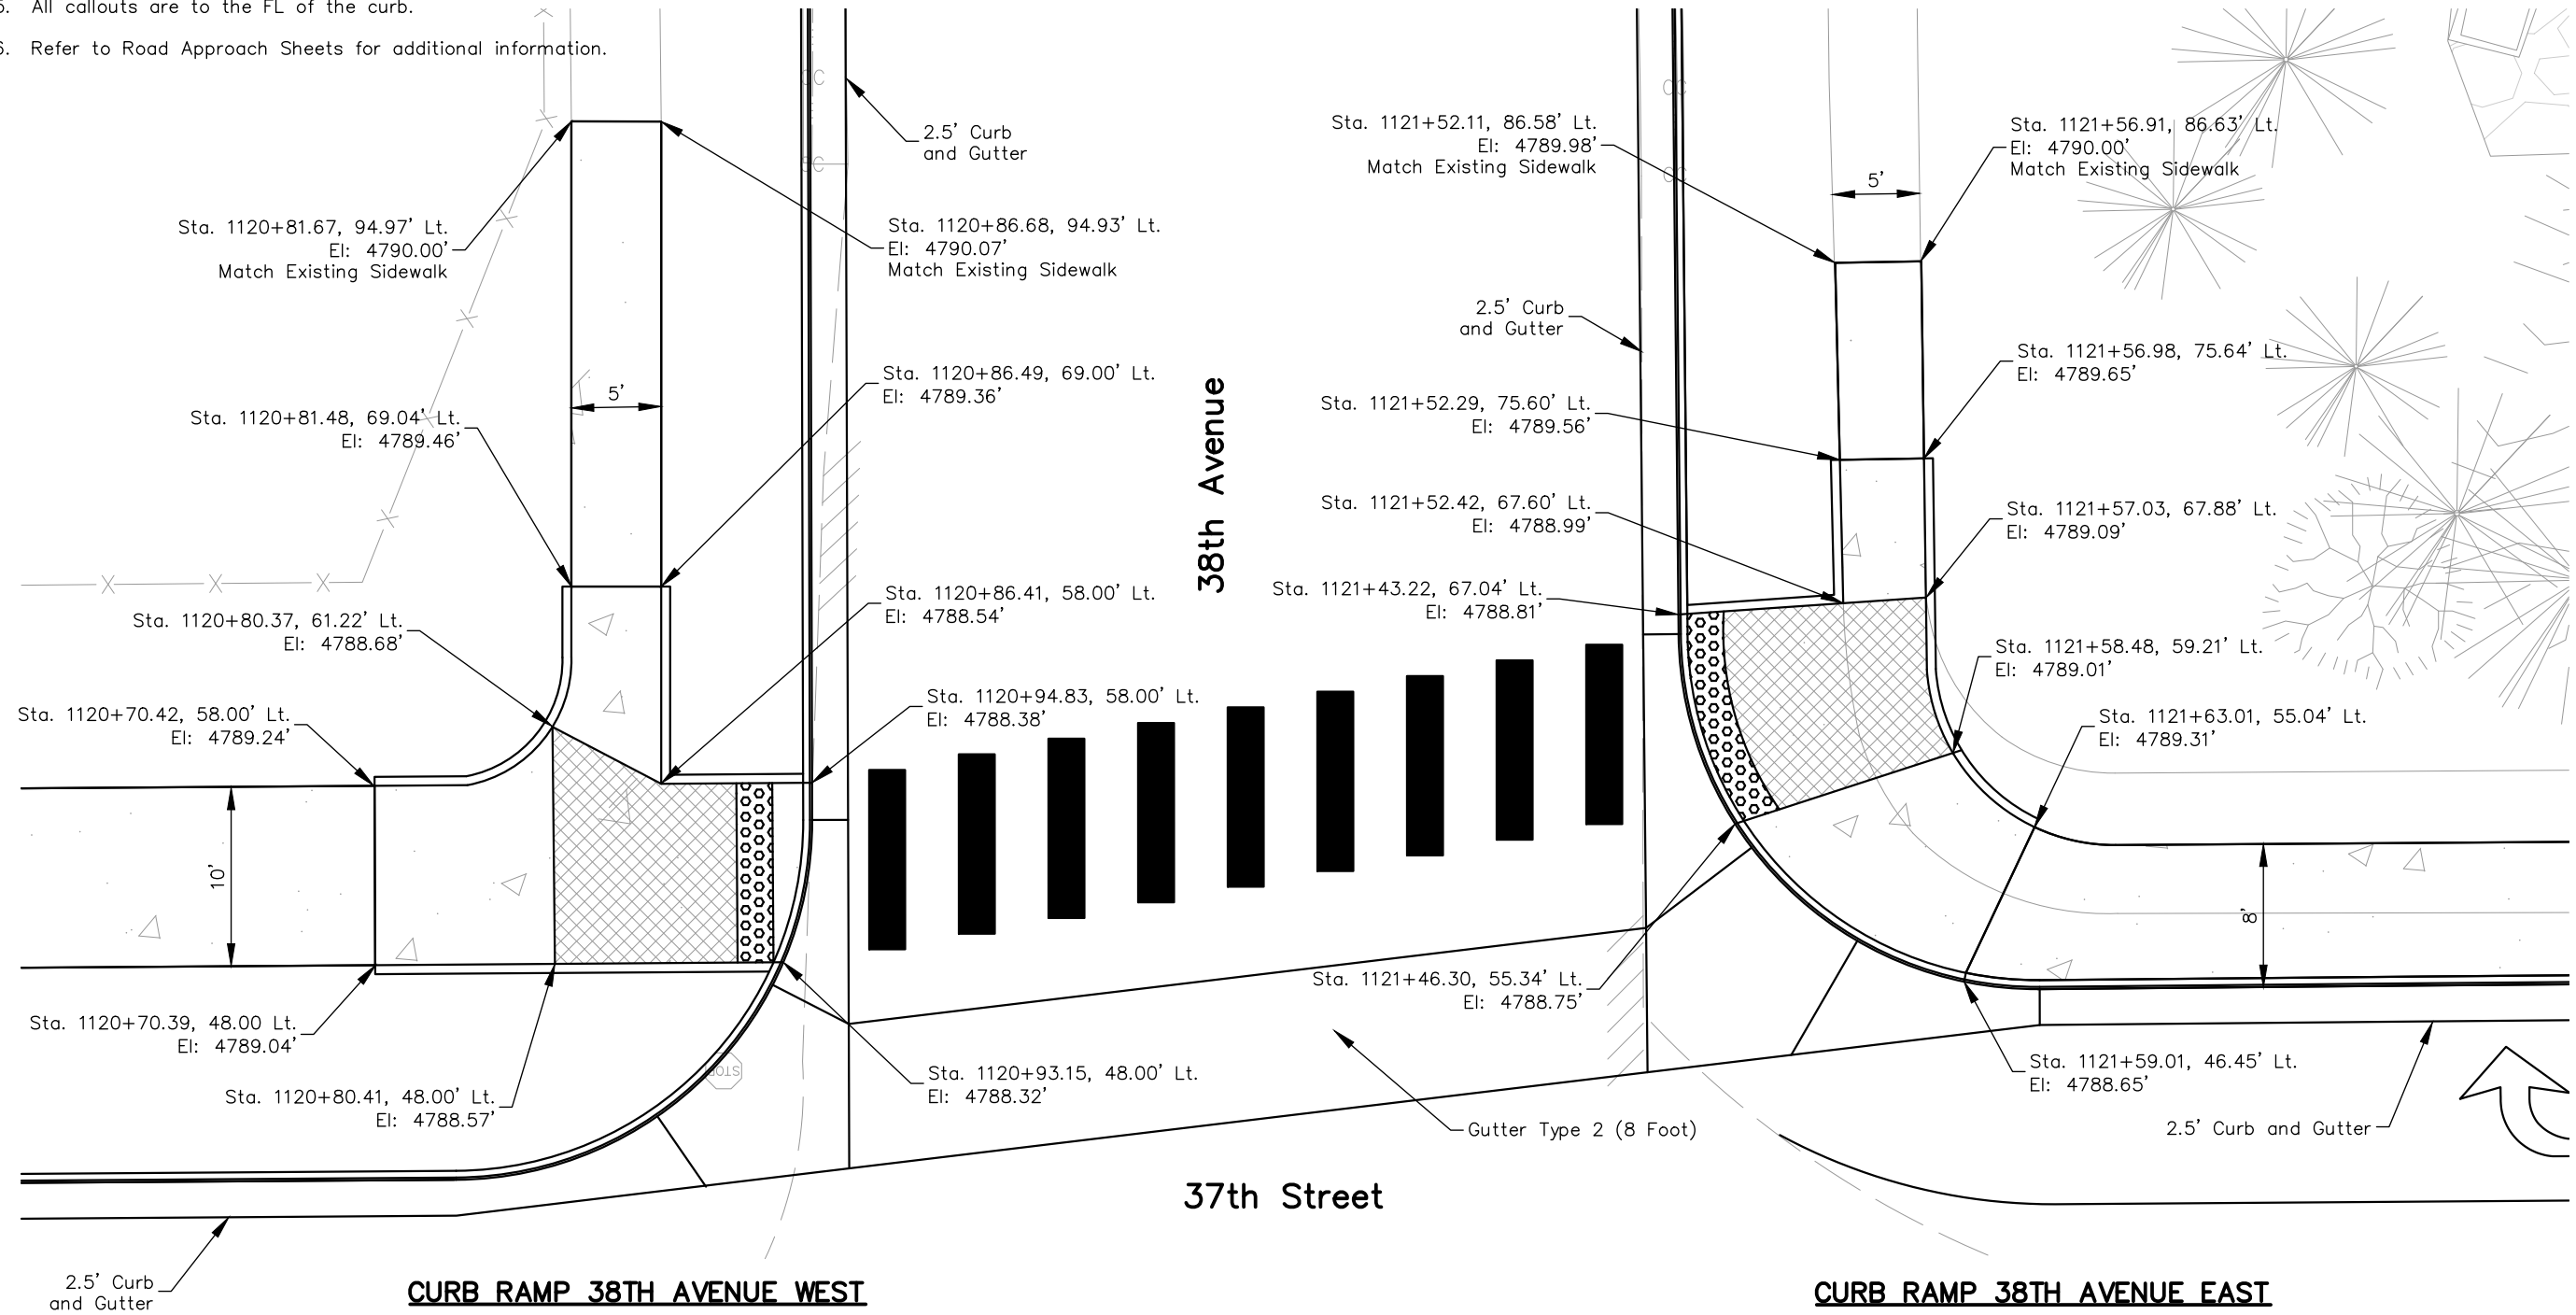 5. All callouts are to the FL of the curb.
6. Refer to Road Approach Sheets for additional information.
2.5' Curb
and Gutter
Sta. 1120+81.67, 94.97' Lt.
El: 4790.00'
Match Existing Sidewalk
Sta. 1120+86.68, 94.93' Lt.
El: 4790.07'
Match Existing Sidewalk
5'
Sta. 1120+86.49, 69.00' Lt.
El: 4789.36'
Sta. 1120+81.48, 69.04' Lt.
El: 4789.46'
Sta. 1120+86.41, 58.00' Lt.
El: 4788.54'
Sta. 1120+80.37, 61.22' Lt.
El: 4788.68'
Sta. 1120+94.83, 58.00' Lt.
El: 4788.38'
Sta. 1120+70.42, 58.00' Lt.
El: 4789.24'
10'
Sta. 1120+70.39, 48.00 Lt.
El: 4789.04'
Sta. 1120+80.41, 48.00' Lt.
El: 4788.57'
Sta. 1120+93.15, 48.00' Lt.
El: 4788.32'
STOP
2.5' Curb
and Gutter
CURB RAMP 38TH AVENUE WEST
38th Avenue
37th Street
Sta. 1121+52.11, 86.58' Lt.
El: 4789.98'
Match Existing Sidewalk
Sta. 1121+56.91, 86.63' Lt.
El: 4790.00'
Match Existing Sidewalk
5'
2.5' Curb
and Gutter
Sta. 1121+56.98, 75.64' Lt.
El: 4789.65'
Sta. 1121+52.29, 75.60' Lt.
El: 4789.56'
Sta. 1121+52.42, 67.60' Lt.
El: 4788.99'
Sta. 1121+57.03, 67.88' Lt.
El: 4789.09'
Sta. 1121+43.22, 67.04' Lt.
El: 4788.81'
Sta. 1121+58.48, 59.21' Lt.
El: 4789.01'
Sta. 1121+63.01, 55.04' Lt.
El: 4789.31'
8'
Sta. 1121+46.30, 55.34' Lt.
El: 4788.75'
Sta. 1121+59.01, 46.45' Lt.
El: 4788.65'
Gutter Type 2 (8 Foot)
2.5' Curb and Gutter
CURB RAMP 38TH AVENUE EAST